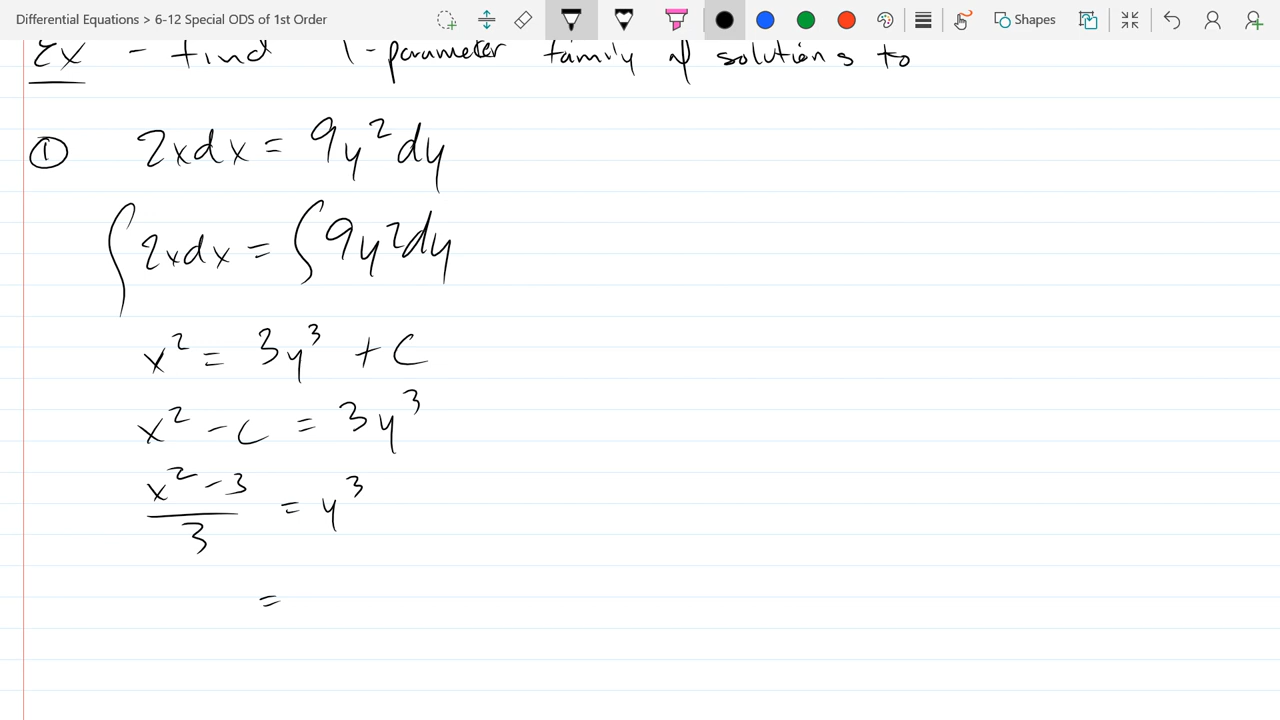 Differential Equations > 6-12 Special ODS of 1st Order
Shapes
Ex - find 1-parameter family of solutions to
① 2xdx = 9y²dy
∫2xdx = ∫9y²dy
x² = 3y³ + C
x² - C = 3y³
x² - 3
/3 = y³
=